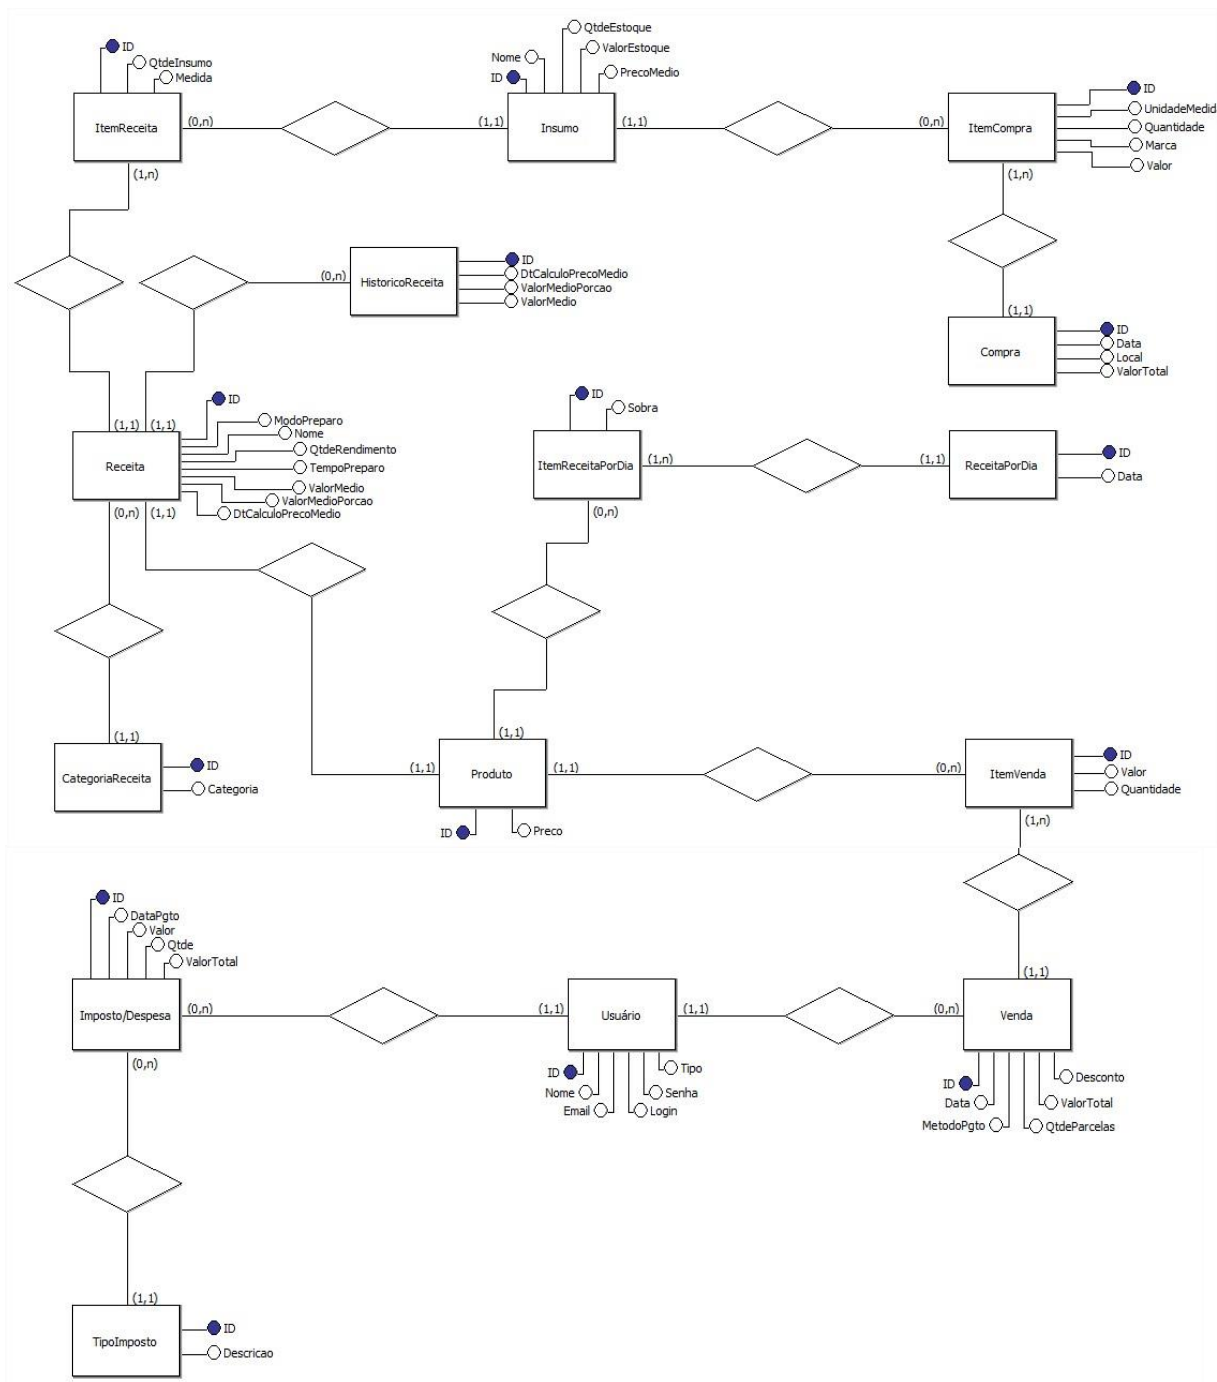 ID
QtdeInsumo
Medida
ItemReceita
(0,n)
(1,n)
QtdeEstoque
ValorEstoque
Nome
PrecoMedio
ID
(1,1)
Insumo
(1,1)
(0,n)
ItemCompra
ID
UnidadeMedid
Quantidade
Marca
Valor
(1,n)
(0,n)
HistoricoReceita
ID
DtCalculoPrecoMedio
ValorMedioPorcao
ValorMedio
(1,1)
Compra
ID
Data
Local
ValorTotal
(1,1)
(1,1)
Receita
ID
ModoPreparo
Nome
QtdeRendimento
TempoPreparo
ValorMedio
ValorMedioPorcao
DtCalculoPrecoMedio
(0,n)
(1,1)
ID
Sobra
ItemReceitaPorDia
(1,n)
(0,n)
(1,1)
ReceitaPorDia
ID
Data
(1,1)
CategoriaReceita
ID
Categoria
(1,1)
(1,1)
Produto
(1,1)
ID
Preco
(0,n)
ItemVenda
ID
Valor
Quantidade
(1,n)
ID
DataPgto
Valor
Qtde
ValorTotal
Imposto/Despesa
(0,n)
(0,n)
(1,1)
Usuário
(1,1)
ID
Nome
Email
Tipo
Senha
Login
(1,1)
(0,n)
Venda
ID
Data
MetodoPgto
Desconto
ValorTotal
QtdeParcelas
(1,1)
TipoImposto
ID
Descricao